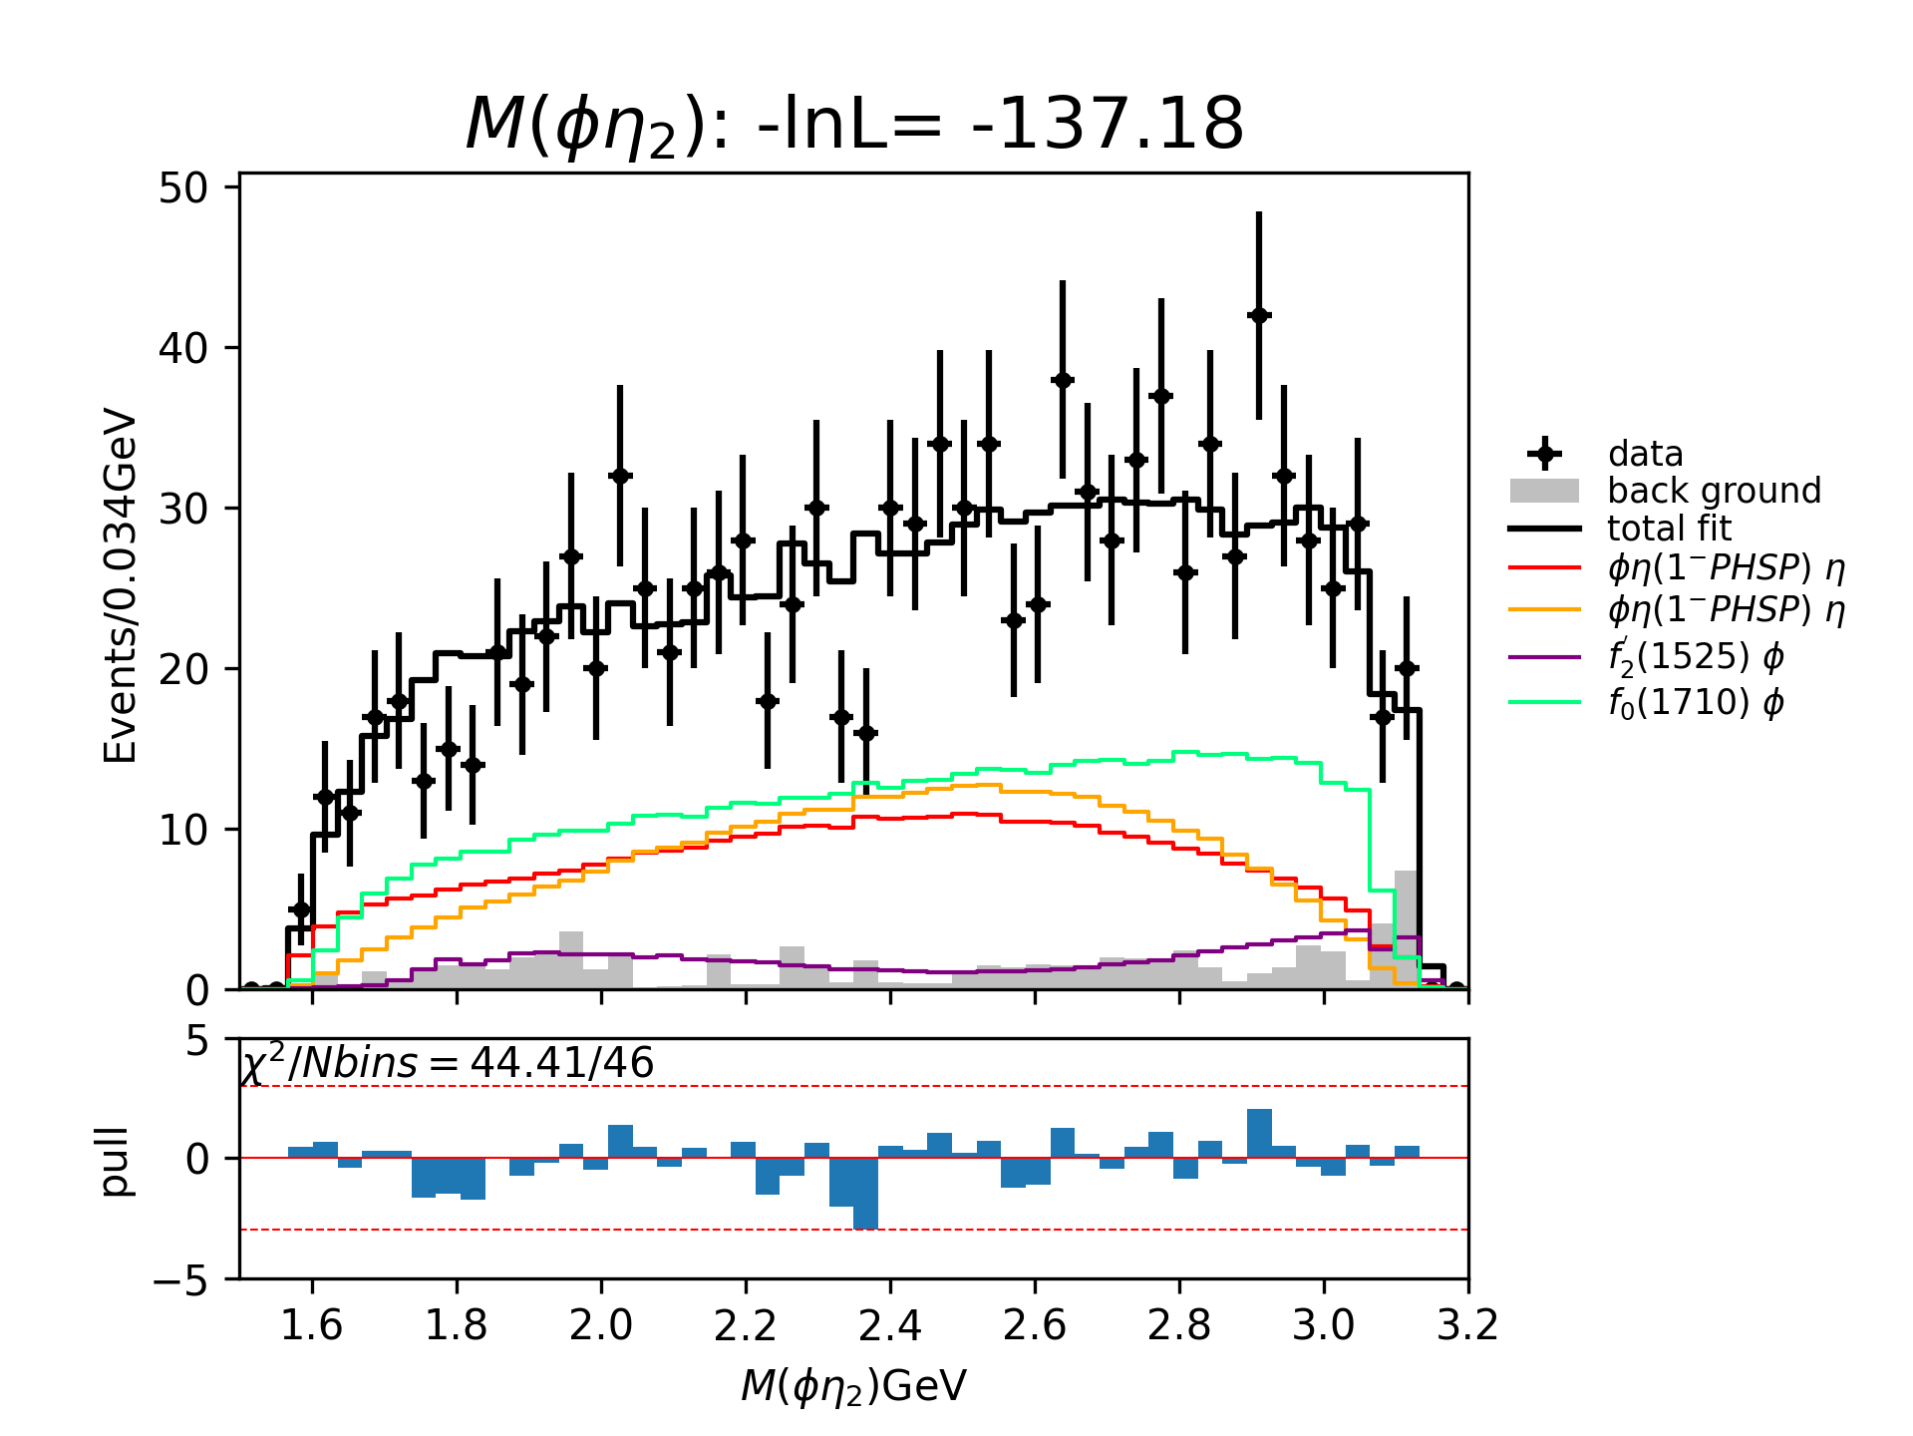 M(ϕη₂): -lnL= -137.18
50
40
30
20
10
0
Events/0.034GeV
data
back ground
total fit
ϕη(1⁻PHSP) η
ϕη(1⁻PHSP) η
f₂′(1525) ϕ
f₀(1710) ϕ
5
0
−5
pull
χ²/Nbins = 44.41/46
1.6 1.8 2.0 2.2 2.4 2.6 2.8 3.0 3.2
M(ϕη₂)GeV